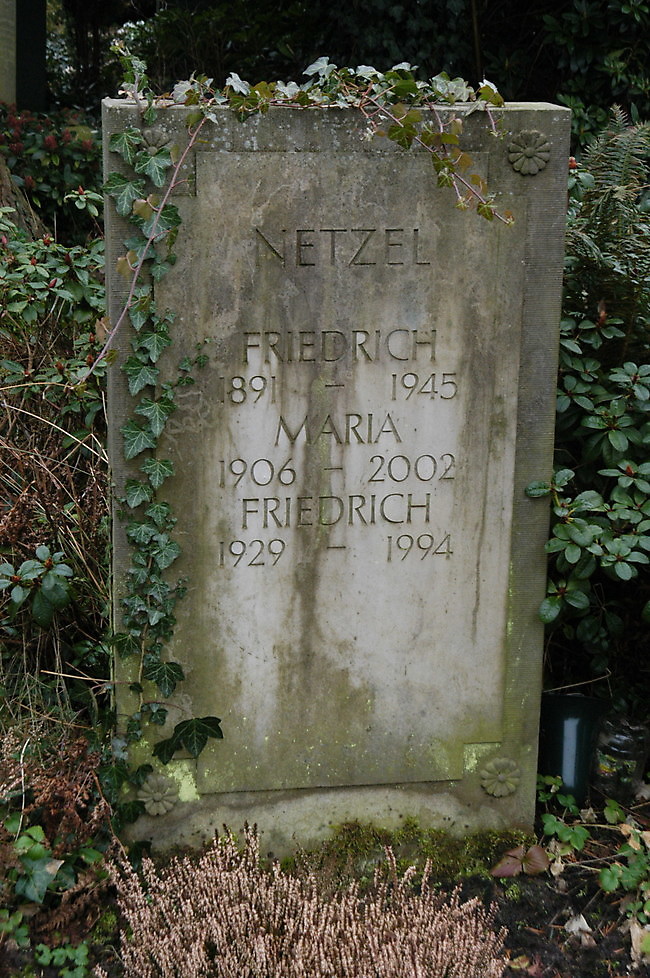 NETZEL
FRIEDRICH
1891 – 1945
MARIA
1906 – 2002
FRIEDRICH
1929 – 1994